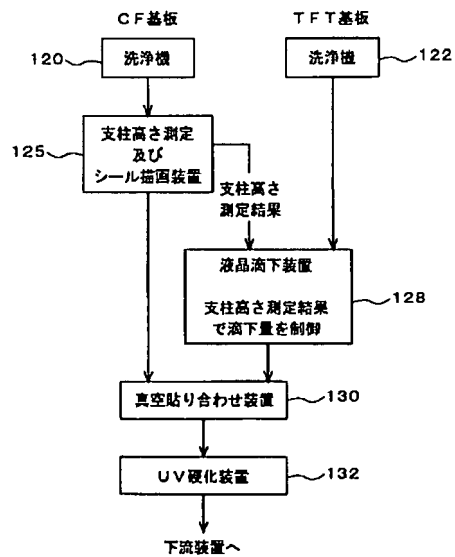 CF基板
TFT基板
120
洗浄機
洗浄機
122
125
支柱高さ測定
及び
シール描画装置
支柱高さ
測定結果
液晶滴下装置
支柱高さ測定結果
で滴下量を制御
128
真空貼り合わせ装置
130
UV硬化装置
132
下流装置へ